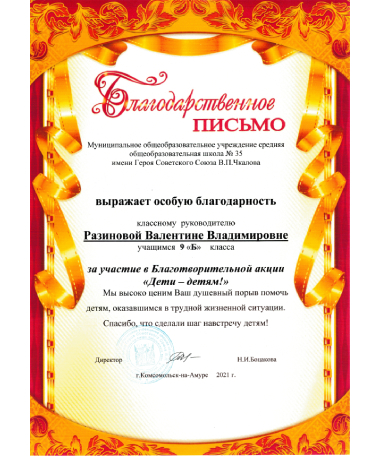 Благодарственное
ПИСЬМО
Муниципальное общеобразовательное учреждение средняя
общеобразовательная школа № 35
имени Героя Советского Союза В.П.Чкалова
выражает особую благодарность
классному руководителю
Разиновой Валентине Владимировне
учащимся 9 «Б» класса
за участие в Благотворительной акции
«Дети – детям!»
Мы высоко ценим Ваш душевный порыв помочь
детям, оказавшимся в трудной жизненной ситуации.
Спасибо, что сделали шаг навстречу детям!
Директор Н.И.Боцакова
г.Комсомольск-на-Амуре 2021 г.